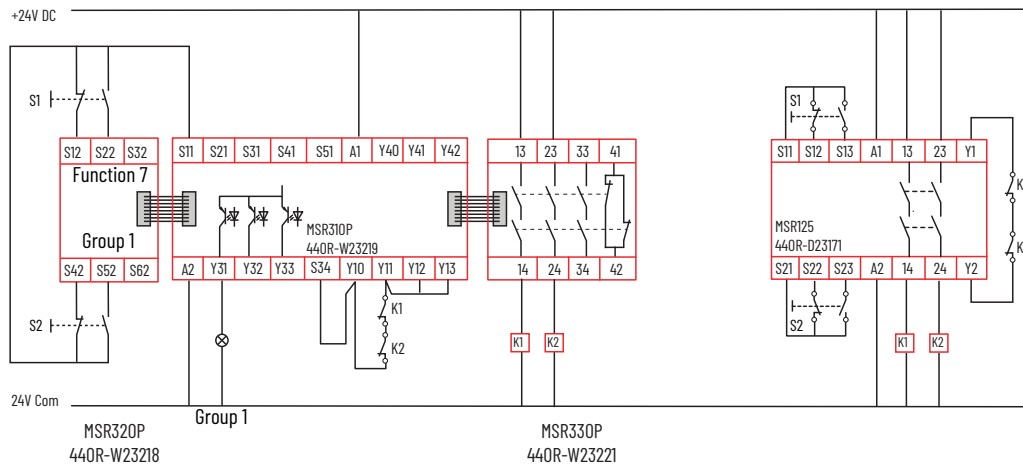 +24V DC
S1
S12 S22 S32
Function 7
Group 1
S42 S52 S62
S2
S11 S21 S31 S41 S51 A1 Y40 Y41 Y42
MSR310P
440R-W23219
A2 Y31 Y32 Y33 S34 Y10 Y11 Y12 Y13
K1
K2
13 23 33 41
14 24 34 42
K1 K2
S1
S11 S12 S13 A1 13 23 Y1
MSR125
440R-D23171
S21 S22 S23 A2 14 24 Y2
S2
K1 K2
K
K
24V Com
Group 1
MSR320P
440R-W23218
MSR330P
440R-W23221